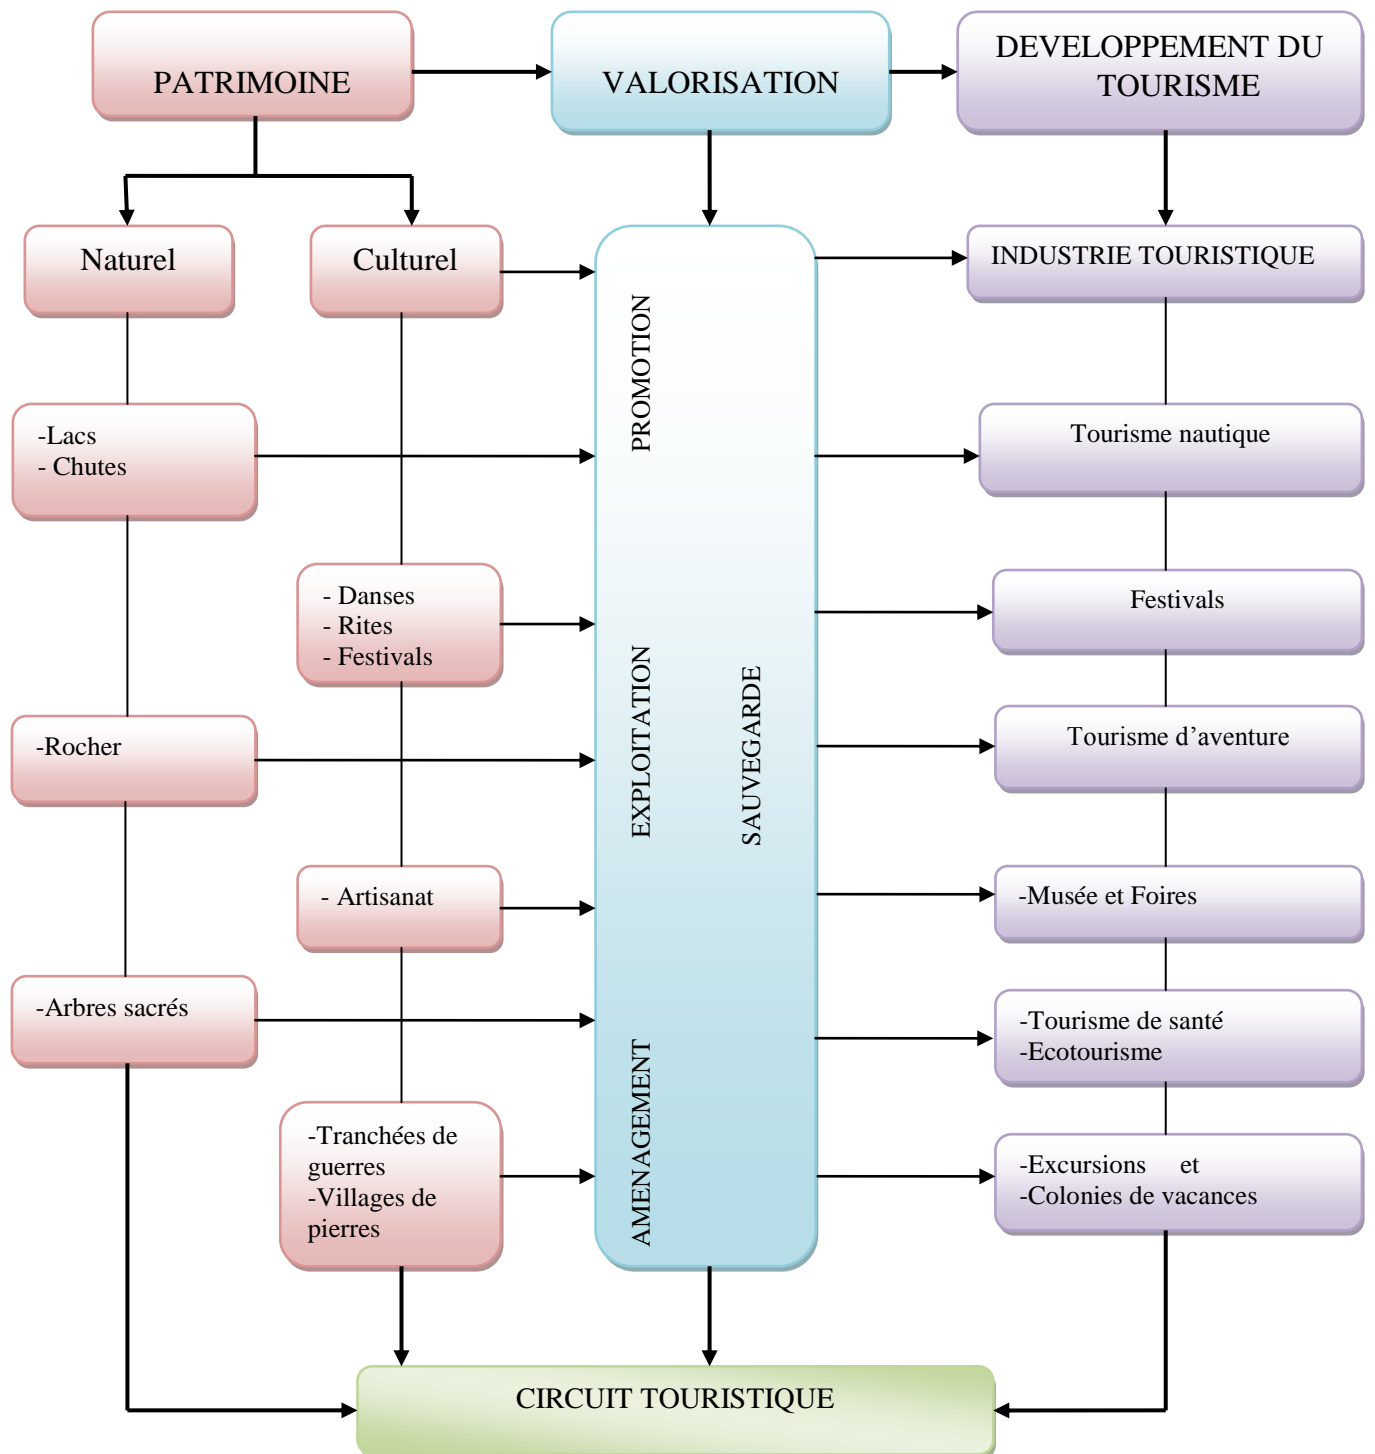 PATRIMOINE
VALORISATION
DEVELOPPEMENT DU
TOURISME
Naturel
Culturel
INDUSTRIE TOURISTIQUE
-Lacs
- Chutes
PROMOTION
Tourisme nautique
- Danses
- Rites
- Festivals
Festivals
-Rocher
EXPLOITATION
SAUVEGARDE
Tourisme d’aventure
- Artisanat
-Musée et Foires
-Arbres sacrés
-Tourisme de santé
-Ecotourisme
-Tranchées de
guerres
-Villages de
pierres
AMENAGEMENT
-Excursions et
-Colonies de vacances
CIRCUIT TOURISTIQUE